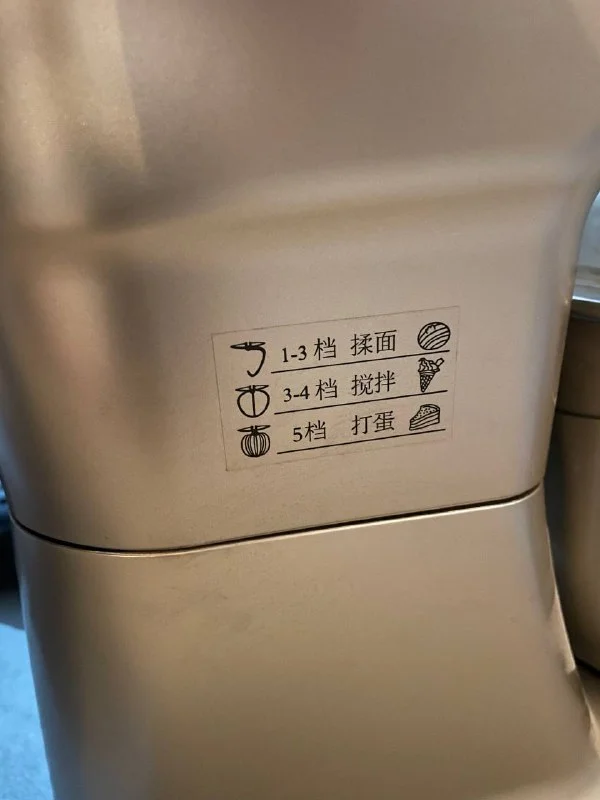 1-3 档 揉面
3-4 档 搅拌
5档 打蛋